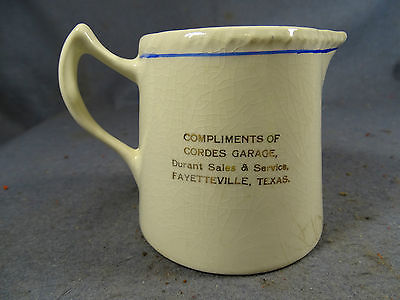 COMPLIMENTS OF
CORDES GARAGE,
Durant Sales & Service,
FAYETTEVILLE, TEXAS.